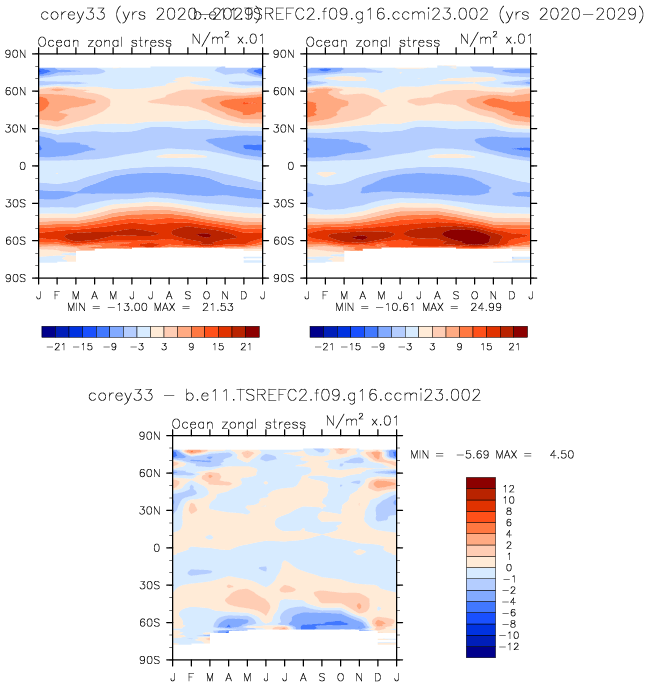 corey33 (yrs 2020-2029) b.e11.TSREFC2.f09.g16.ccmi23.002 (yrs 2020-2029)
Ocean zonal stress N/m² x.01 Ocean zonal stress N/m² x.01
90N 90N
60N 60N
30N 30N
0 0
30S 30S
60S 60S
90S 90S
J F M A M J J A S O N D J J F M A M J J A S O N D J
MIN = -13.00 MAX = 21.53 MIN = -10.61 MAX = 24.99
-21 -15 -9 -3 3 9 15 21 -21 -15 -9 -3 3 9 15 21
corey33 - b.e11.TSREFC2.f09.g16.ccmi23.002
Ocean zonal stress N/m² x.01
90N
MIN = -5.69 MAX = 4.50
60N
30N
0
30S
60S
90S
J F M A M J J A S O N D J
12
10
8
6
4
2
1
0
-1
-2
-4
-6
-8
-10
-12